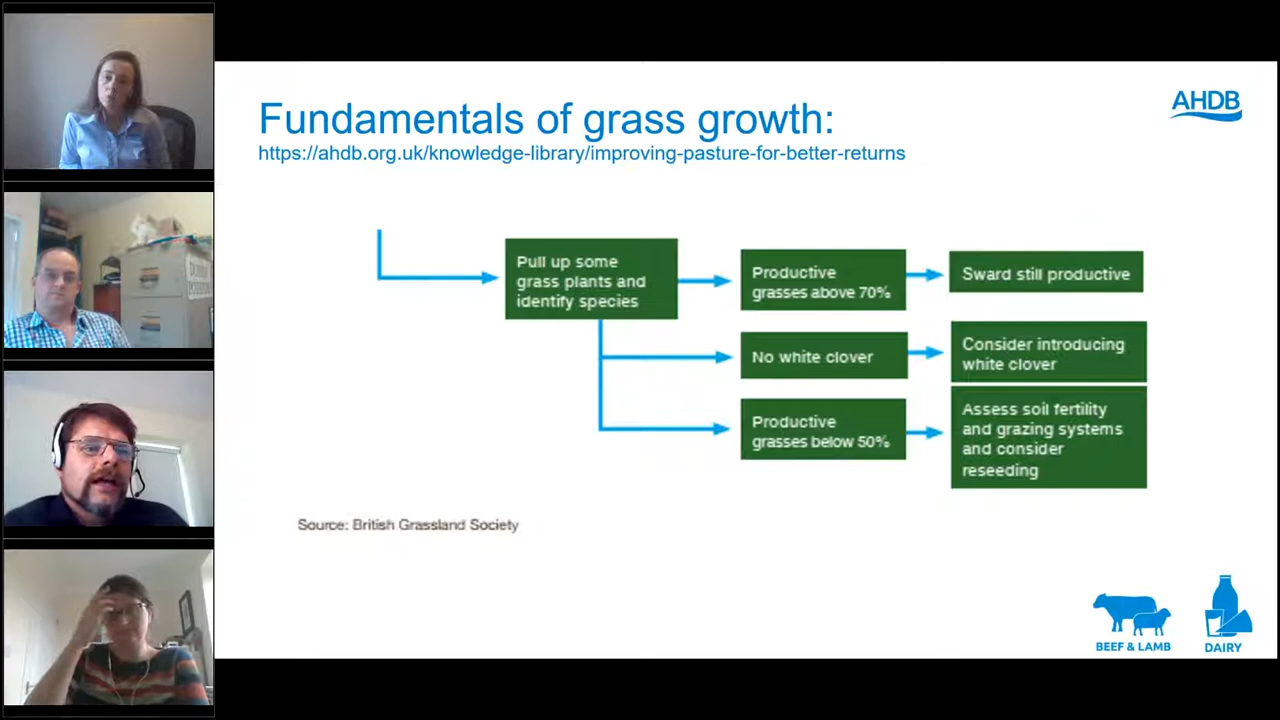 Fundamentals of grass growth:
https://ahdb.org.uk/knowledge-library/improving-pasture-for-better-returns
AHDB
Pull up some
grass plants and
identify species
Productive
grasses above 70%
Sward still productive
No white clover
Consider introducing
white clover
Productive
grasses below 50%
Assess soil fertility
and grazing systems
and consider
reseeding
Source: British Grassland Society
BEEF & LAMB
DAIRY